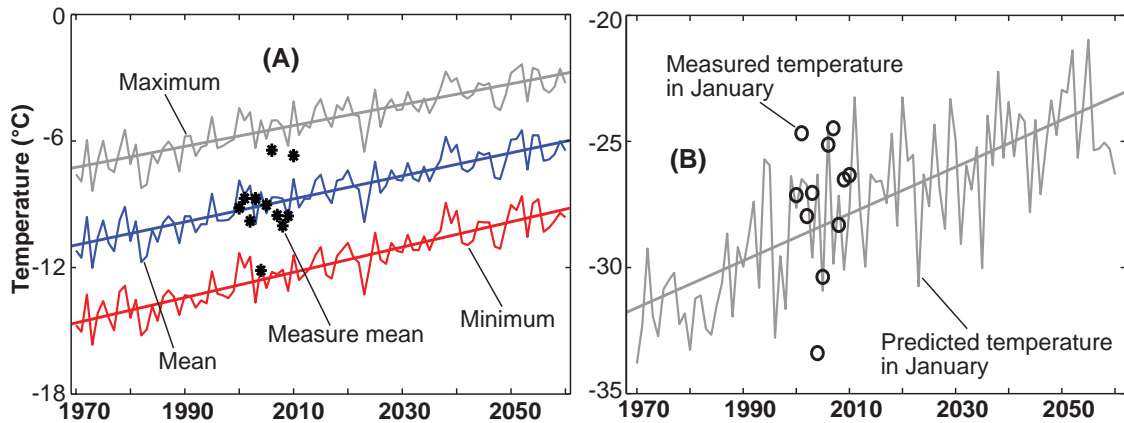 Temperature (°C)
0
-6
-12
-18
(A)
Maximum
Mean
Measure mean
Minimum
1970
1990
2010
2030
2050
-20
-25
-30
-35
(B)
Measured temperature
in January
Predicted temperature
in January
1970
1990
2010
2030
2050